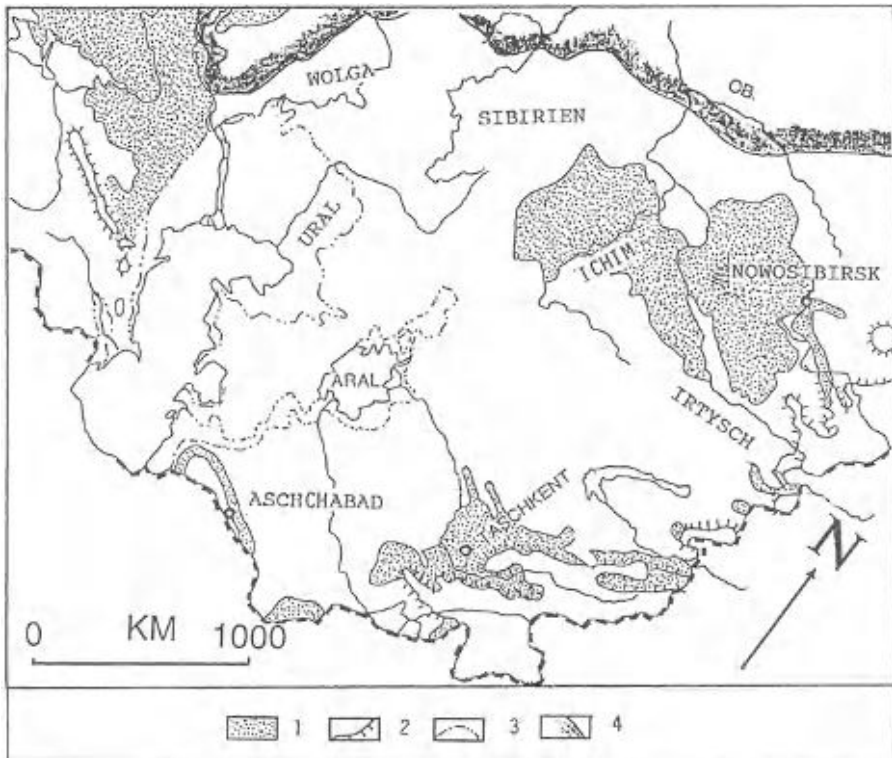 WOLGA
OB.
SIBIRIEN
URAL
ICHIM
NOWOSIBIRSK
ARAL
IRTYSCH
ASCHCHABAD
TASCHKENT
N
0 KM 1000
1 2 3 4